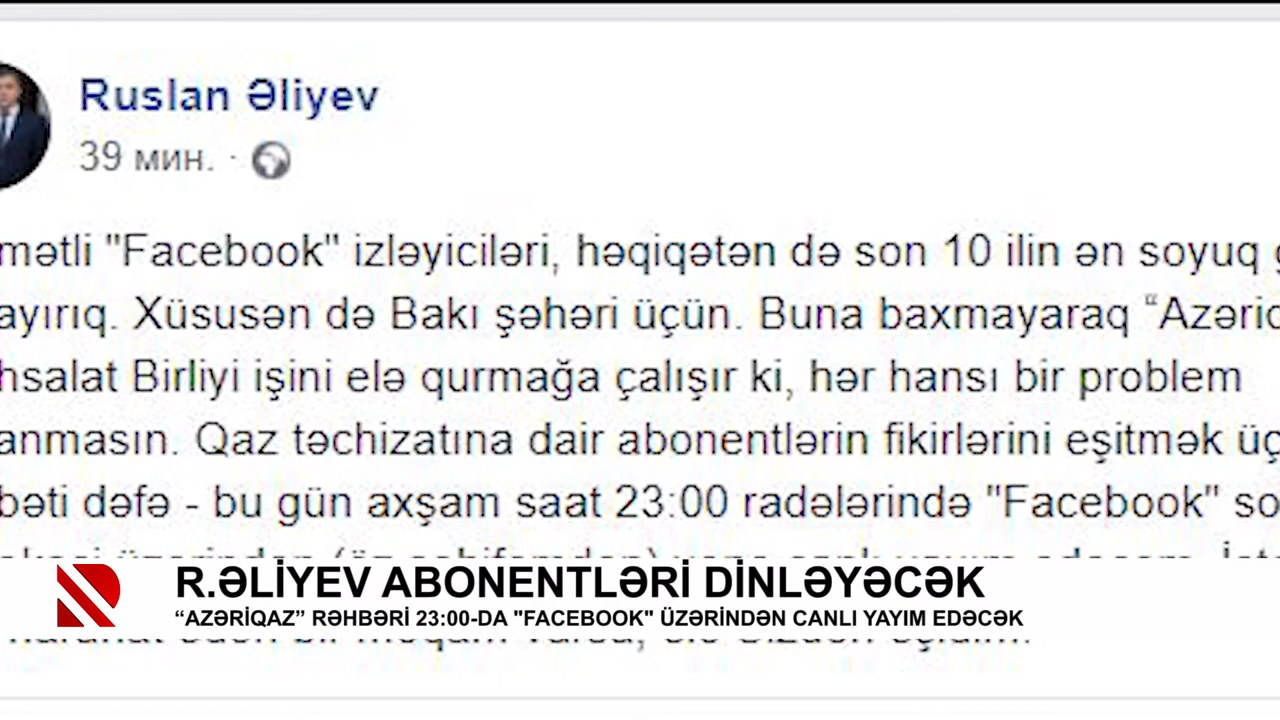 Ruslan Əliyev
39 мин. ·
mətli "Facebook" izləyiciləri, həqiqətən də son 10 ilin ən soyuq g
ayırıq. Xüsusən də Bakı şəhəri üçün. Buna baxmayaraq “Azəriq
hsalat Birliyi işini elə qurmağa çalışır ki, hər hansı bir problem
anmasın. Qaz təchizatına dair abonentlərin fikirlərini eşitmək üç
bəti dəfə - bu gün axşam saat 23:00 radələrində "Facebook" so
R.ƏLİYEV ABONENTLƏRİ DİNLƏYƏCƏK
“AZƏRİQAZ” RƏHBƏRİ 23:00-DA "FACEBOOK" ÜZƏRİNDƏN CANLI YAYIM EDƏCƏK